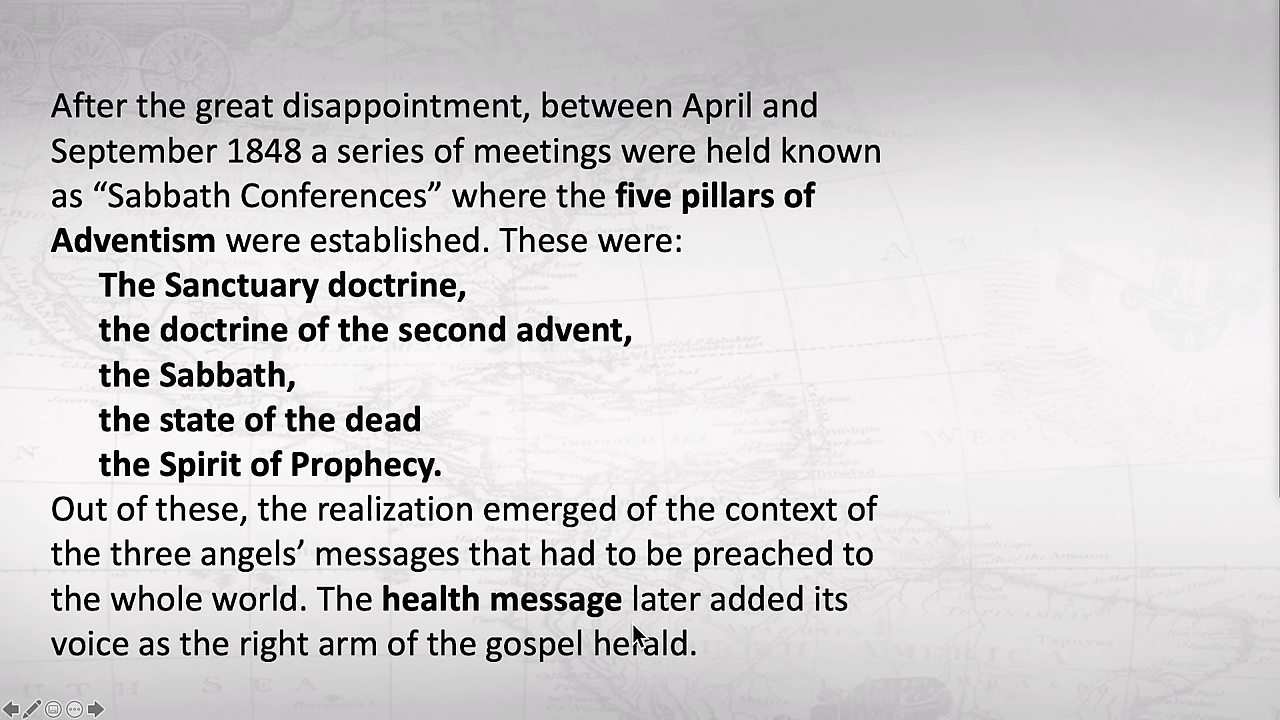 After the great disappointment, between April and
September 1848 a series of meetings were held known
as “Sabbath Conferences” where the five pillars of
Adventism were established. These were:
The Sanctuary doctrine,
the doctrine of the second advent,
the Sabbath,
the state of the dead
the Spirit of Prophecy.
Out of these, the realization emerged of the context of
the three angels’ messages that had to be preached to
the whole world. The health message later added its
voice as the right arm of the gospel herald.